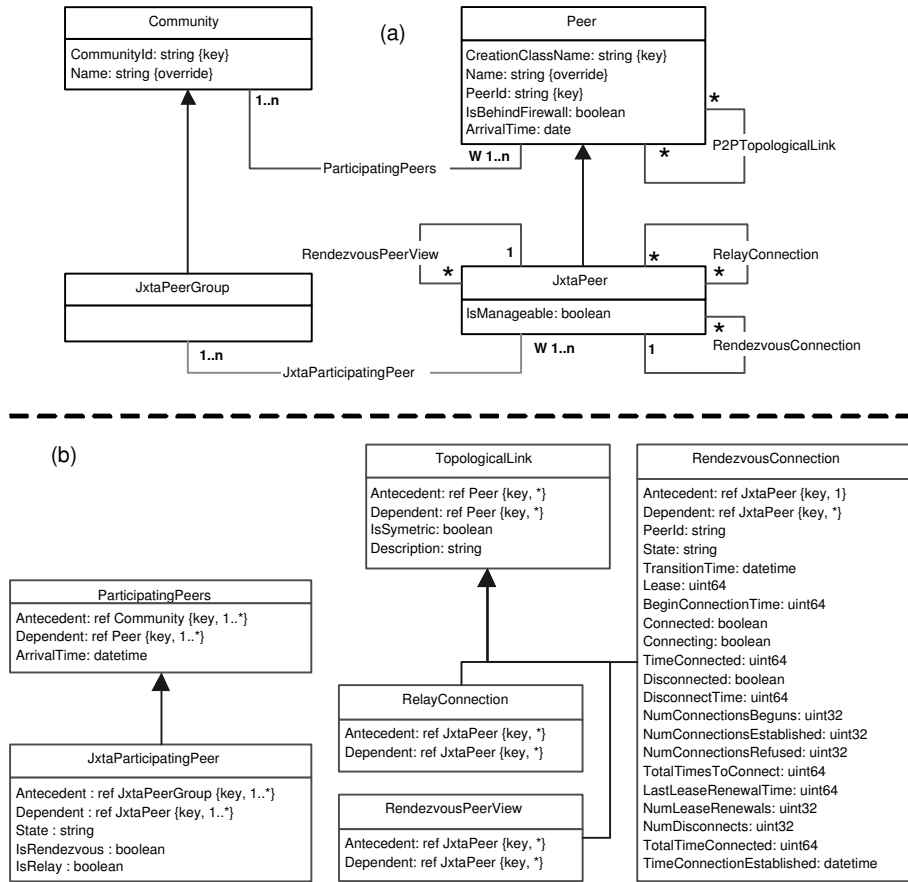 Community
CommunityId: string {key}
Name: string {override}
(a)
Peer
CreationClassName: string {key}
Name: string {override}
PeerId: string {key}
IsBehindFirewall: boolean
ArrivalTime: date
1..n
ParticipatingPeers
W 1..n
*
*
P2PTopologicalLink
RendezvousPeerView
1
*
*
*
RelayConnection
JxtaPeerGroup
JxtaPeer
IsManageable: boolean
1..n
JxtaParticipatingPeer
W 1..n
1
*
RendezvousConnection
(b)
TopologicalLink
Antecedent: ref Peer {key, *}
Dependent: ref Peer {key, *}
IsSymetric: boolean
Description: string
RendezvousConnection
Antecedent: ref JxtaPeer {key, 1}
Dependent: ref JxtaPeer {key, *}
PeerId: string
State: string
TransitionTime: datetime
Lease: uint64
BeginConnectionTime: uint64
Connected: boolean
Connecting: boolean
TimeConnected: uint64
Disconnected: boolean
DisconnectTime: uint64
NumConnectionsBeguns: uint32
NumConnectionsEstablished: uint32
NumConnectionsRefused: uint32
TotalTimesToConnect: uint64
LastLeaseRenewalTime: uint64
NumLeaseRenewals: uint32
NumDisconnects: uint32
TotalTimeConnected: uint64
TimeConnectionEstablished: datetime
ParticipatingPeers
Antecedent: ref Community {key, 1..*}
Dependent: ref Peer {key, 1..*}
ArrivalTime: datetime
RelayConnection
Antecedent: ref JxtaPeer {key, *}
Dependent: ref JxtaPeer {key, *}
JxtaParticipatingPeer
Antecedent : ref JxtaPeerGroup {key, 1..*}
Dependent : ref JxtaPeer {key, 1..*}
State : string
IsRendezvous : boolean
IsRelay : boolean
RendezvousPeerView
Antecedent: ref JxtaPeer {key, *}
Dependent: ref JxtaPeer {key, *}